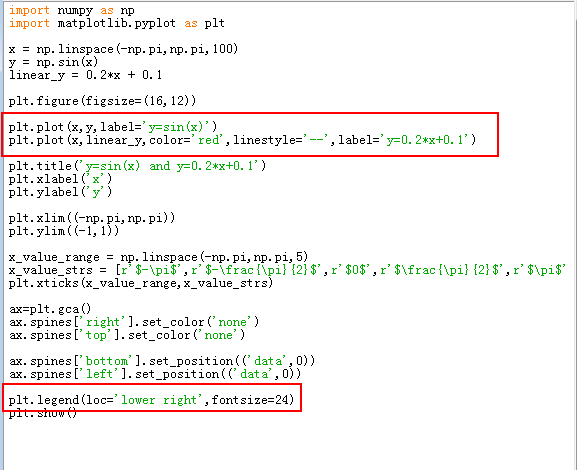 import numpy as np
import matplotlib.pyplot as plt
x = np.linspace(-np.pi,np.pi,100)
y = np.sin(x)
linear_y = 0.2*x + 0.1
plt.figure(figsize=(16,12))
plt.plot(x,y,label='y=sin(x)')
plt.plot(x,linear_y,color='red',linestyle='--',label='y=0.2*x+0.1')
plt.title('y=sin(x) and y=0.2*x+0.1')
plt.xlabel('x')
plt.ylabel('y')
plt.xlim((-np.pi,np.pi))
plt.ylim((-1,1))
x_value_range = np.linspace(-np.pi,np.pi,5)
x_value_strs = [r'$-\pi$',r'$-\frac{\pi}{2}$',r'$0$',r'$\frac{\pi}{2}$',r'$\pi$'
plt.xticks(x_value_range,x_value_strs)
ax=plt.gca()
ax.spines['right'].set_color('none')
ax.spines['top'].set_color('none')
ax.spines['bottom'].set_position(('data',0))
ax.spines['left'].set_position(('data',0))
plt.legend(loc='lower right',fontsize=24)
plt.show()